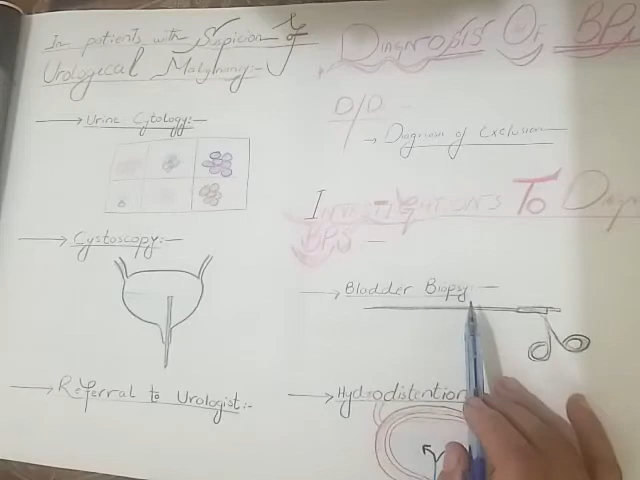 In patients with Suspicion of
Urological Malignancy:-
→ Urine Cytology:-
→ Cystoscopy:-
→ Referral to Urologist:-
Diagnosis Of BPS
D/D -
→ Diagnosis of Exclusion
Investigations To Diagn
BPS -
→ Bladder Biopsy:-
→ Hydrodistention